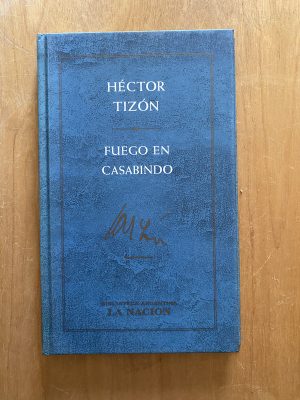 HÉCTOR
TIZÓN
FUEGO EN
CASABINDO
BIBLIOTECA ARGENTINA
LA NACION